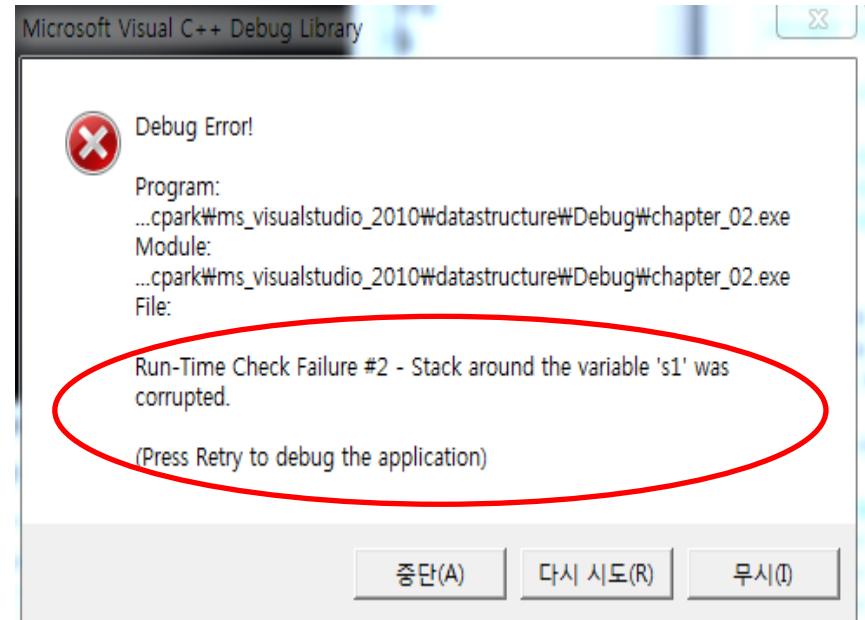 Microsoft Visual C++ Debug Library
Debug Error!
Program:
...cpark₩ms_visualstudio_2010₩datastructure₩Debug₩chapter_02.exe
Module:
...cpark₩ms_visualstudio_2010₩datastructure₩Debug₩chapter_02.exe
File:
Run-Time Check Failure #2 - Stack around the variable 's1' was
corrupted.
(Press Retry to debug the application)
중단(A) 다시 시도(R) 무시(I)